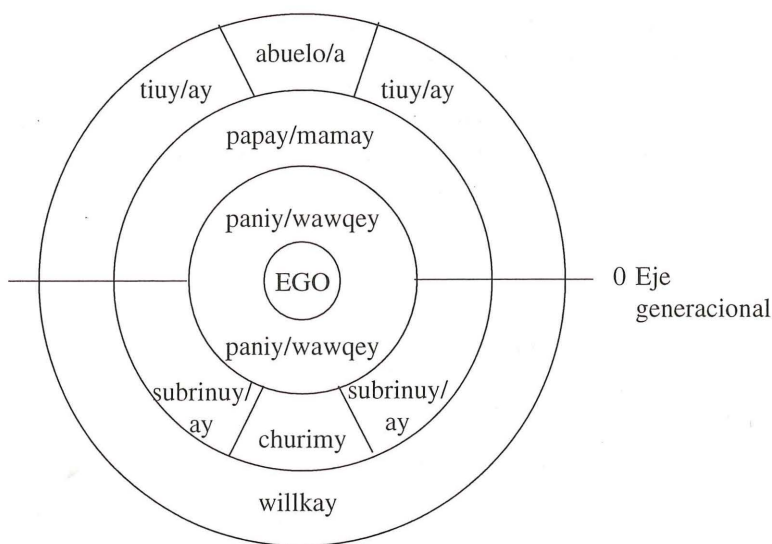 abuelo/a
tiuy/ay
tiuy/ay
papay/mamay
paniy/wawqey
EGO
0 Eje
generacional
paniy/wawqey
subrinuy/
ay
subrinuy/
ay
churimy
willkay